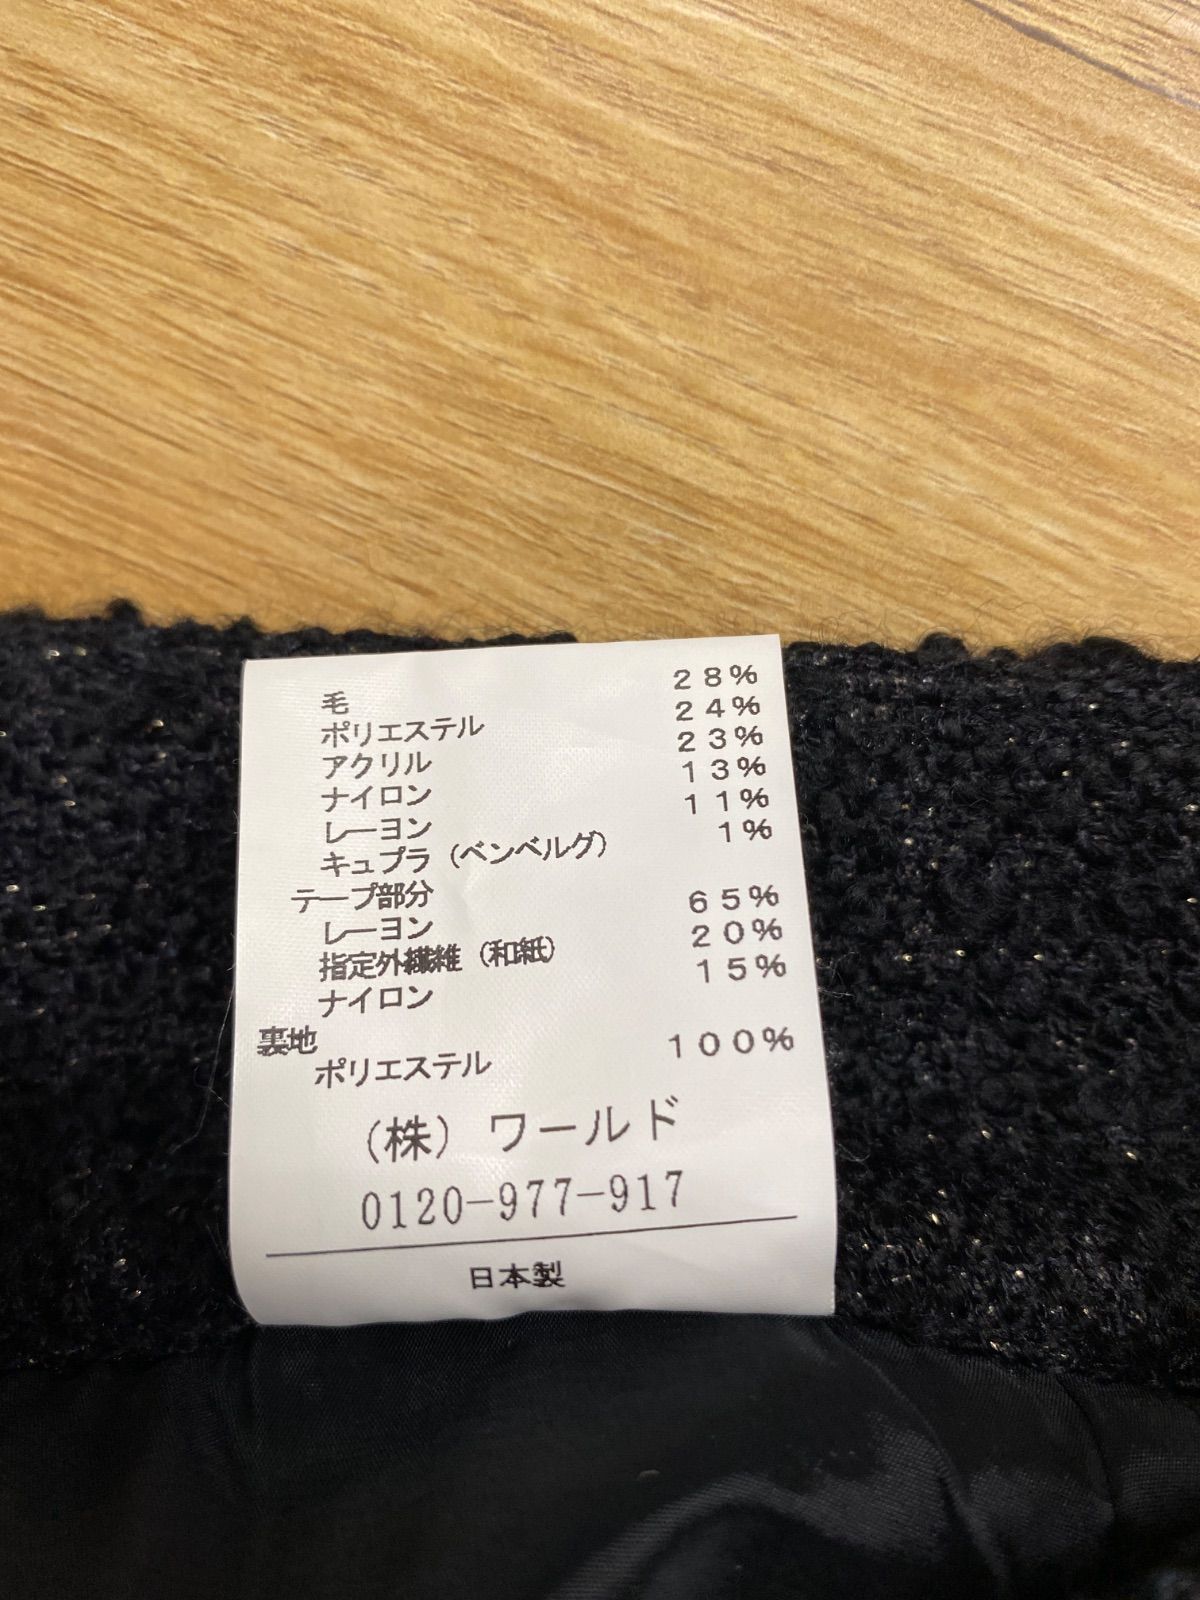 毛 28%
ポリエステル 24%
アクリル 23%
ナイロン 13%
レーヨン 11%
キュプラ（ベンベルグ） 1%
テープ部分
レーヨン 65%
指定外繊維（和紙） 20%
ナイロン 15%
裏地
ポリエステル 100%
（株）ワールド
0120-977-917
日本製